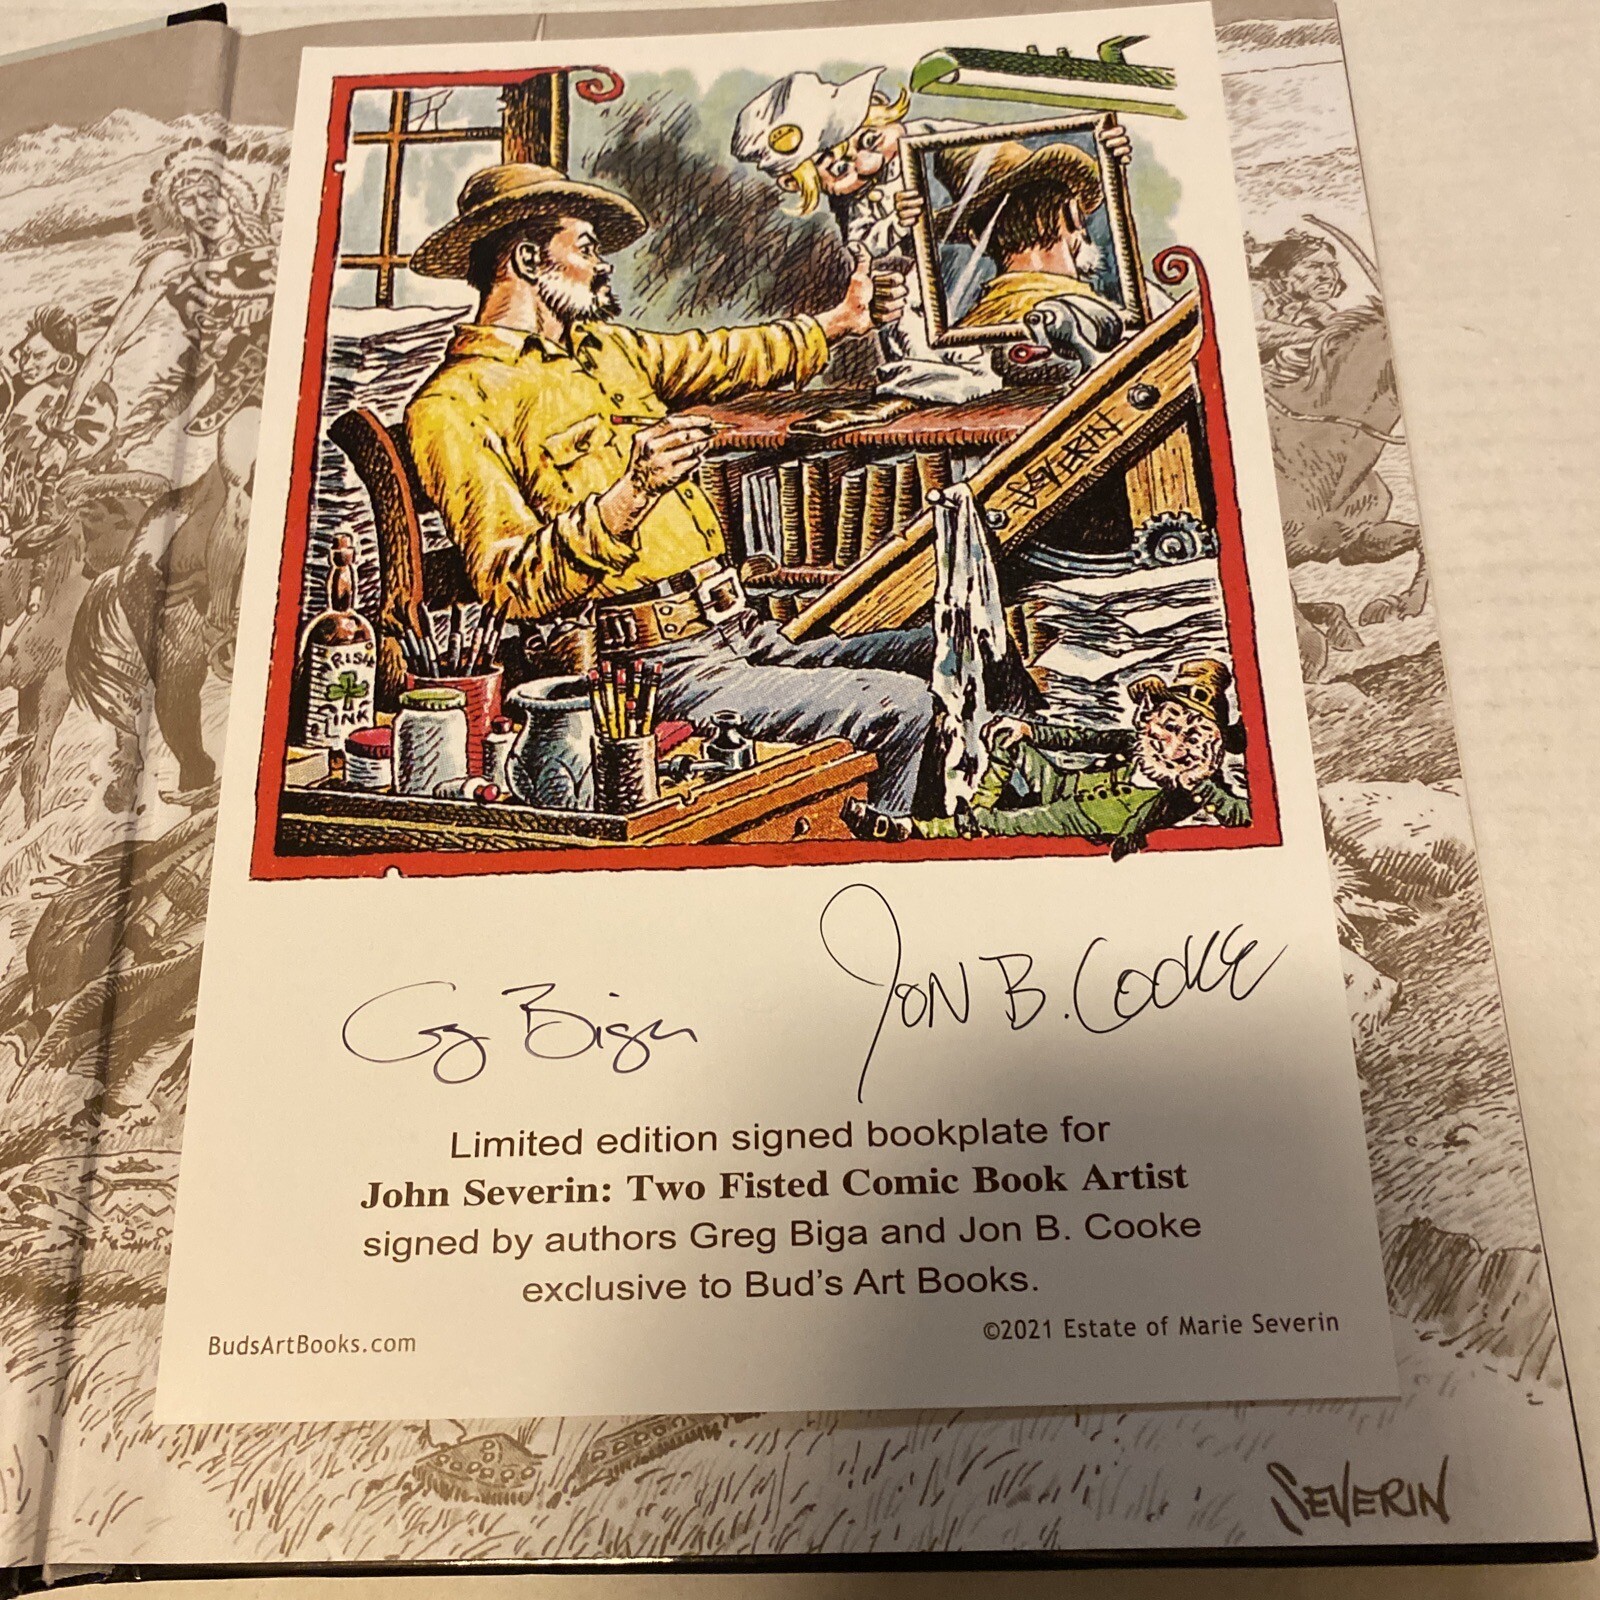 SEVERIN
IRISH
INK
Greg Biga
Jon B. Cooke
Limited edition signed bookplate for
John Severin: Two Fisted Comic Book Artist
signed by authors Greg Biga and Jon B. Cooke
exclusive to Bud's Art Books.
BudsArtBooks.com
©2021 Estate of Marie Severin
SEVERIN